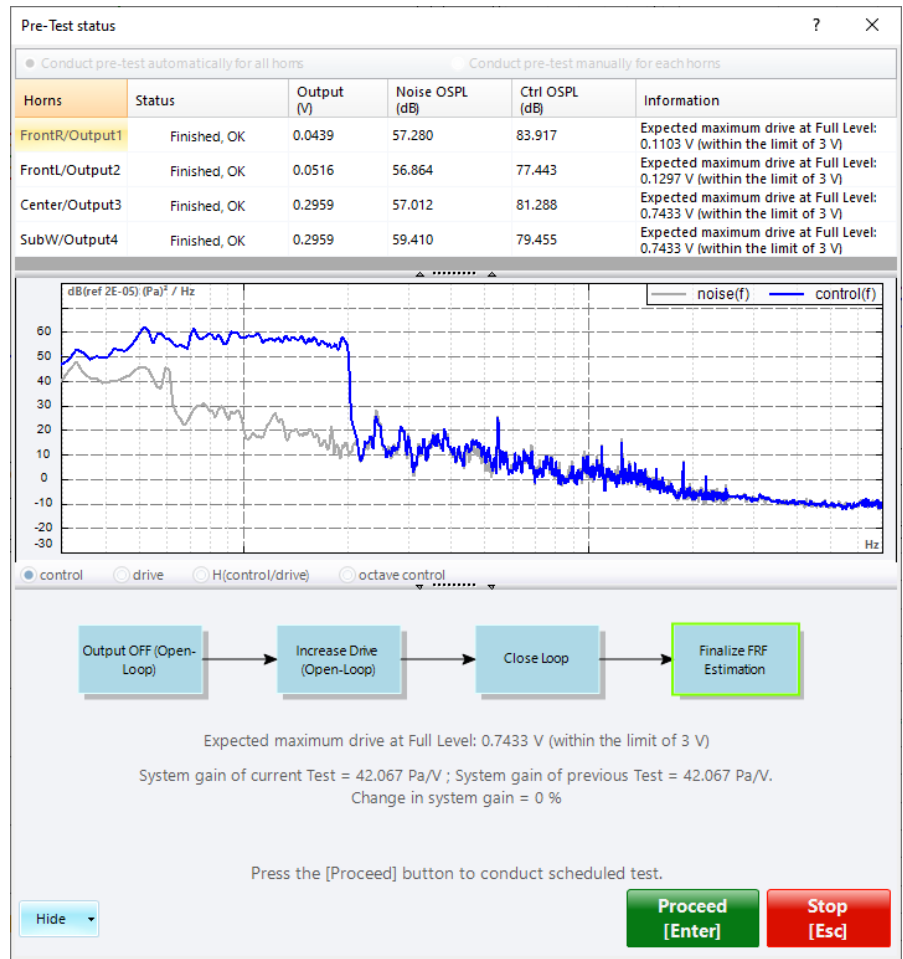 Pre-Test status
? ×
Conduct pre-test automatically for all horns Conduct pre-test manually for each horns
Horns Status Output (V) Noise OSPL (dB) Ctrl OSPL (dB) Information
FrontR/Output1 Finished, OK 0.0439 57.280 83.917 Expected maximum drive at Full Level:
0.1103 V (within the limit of 3 V)
FrontL/Output2 Finished, OK 0.0516 56.864 77.443 Expected maximum drive at Full Level:
0.1297 V (within the limit of 3 V)
Center/Output3 Finished, OK 0.2959 57.012 81.288 Expected maximum drive at Full Level:
0.7433 V (within the limit of 3 V)
SubW/Output4 Finished, OK 0.2959 59.410 79.455 Expected maximum drive at Full Level:
0.7433 V (within the limit of 3 V)
dB(ref 2E-05) (Pa)² / Hz
noise(f) control(f)
60
50
40
30
20
10
0
-10
-20
-30
Hz
control drive H(control/drive) octave control
Output OFF (Open-
Loop)
Increase Drive
(Open-Loop)
Close Loop
Finalize FRF
Estimation
Expected maximum drive at Full Level: 0.7433 V (within the limit of 3 V)
System gain of current Test = 42.067 Pa/V ; System gain of previous Test = 42.067 Pa/V.
Change in system gain = 0 %
Press the [Proceed] button to conduct scheduled test.
Hide
Proceed
[Enter]
Stop
[Esc]